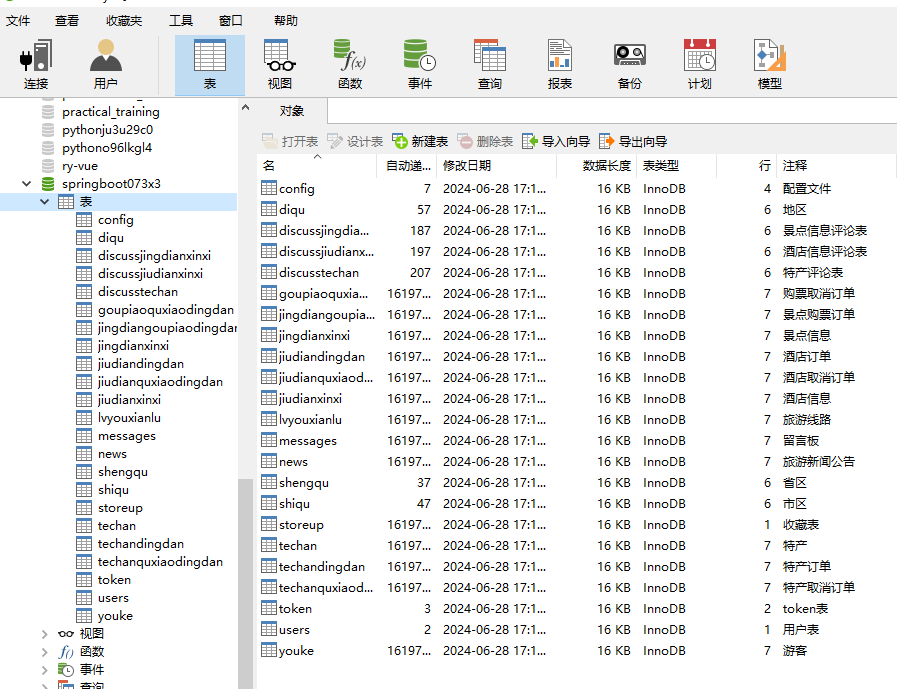 文件 查看 收藏夹 工具 窗口 帮助
连接 用户 表 视图 f(x) 函数 事件 查询 报表 备份 计划 模型
practical_training
pythonju3u29c0
pythono96lkgl4
ry-vue
springboot073x3
表
config
diqu
discussjingdianxinxi
discussjiudianxinxi
discusstechan
goupiaoquxiaodingdan
jingdiangoupiaodingdan
jingdianxinxi
jiudiandingdan
jiudianquxiaodingdan
jiudianxinxi
lvyouxianlu
messages
news
shengqu
shiqu
storeup
techan
techandingdan
techanquxiaodingdan
token
users
youke
视图
f() 函数
事件
查询
对象
打开表 设计表 新建表 删除表 导入向导 导出向导
名 自动递... 修改日期 数据长度 表类型 行 注释
config 7 2024-06-28 17:1... 16 KB InnoDB 4 配置文件
diqu 57 2024-06-28 17:1... 16 KB InnoDB 6 地区
discussjingdia... 187 2024-06-28 17:1... 16 KB InnoDB 6 景点信息评论表
discussjiudianx... 197 2024-06-28 17:1... 16 KB InnoDB 6 酒店信息评论表
discusstechan 207 2024-06-28 17:1... 16 KB InnoDB 6 特产评论表
goupiaoquxia... 16197... 2024-06-28 17:1... 16 KB InnoDB 7 购票取消订单
jingdiangoupia... 16197... 2024-06-28 17:1... 16 KB InnoDB 7 景点购票订单
jingdianxinxi 16197... 2024-06-28 17:1... 16 KB InnoDB 7 景点信息
jiudiandingdan 16197... 2024-06-28 17:1... 16 KB InnoDB 7 酒店订单
jiudianquxiaod... 16197... 2024-06-28 17:1... 16 KB InnoDB 7 酒店取消订单
jiudianxinxi 16197... 2024-06-28 17:1... 16 KB InnoDB 7 酒店信息
lvyouxianlu 16197... 2024-06-28 17:1... 16 KB InnoDB 7 旅游线路
messages 16197... 2024-06-28 17:1... 16 KB InnoDB 7 留言板
news 16197... 2024-06-28 17:1... 16 KB InnoDB 7 旅游新闻公告
shengqu 37 2024-06-28 17:1... 16 KB InnoDB 6 省区
shiqu 47 2024-06-28 17:1... 16 KB InnoDB 6 市区
storeup 16197... 2024-06-28 17:1... 16 KB InnoDB 1 收藏表
techan 16197... 2024-06-28 17:1... 16 KB InnoDB 7 特产
techandingdan 16197... 2024-06-28 17:1... 16 KB InnoDB 7 特产订单
techanquxiaod... 16197... 2024-06-28 17:1... 16 KB InnoDB 7 特产取消订单
token 3 2024-06-28 17:1... 16 KB InnoDB 2 token表
users 2 2024-06-28 17:1... 16 KB InnoDB 1 用户表
youke 16197... 2024-06-28 17:1... 16 KB InnoDB 7 游客